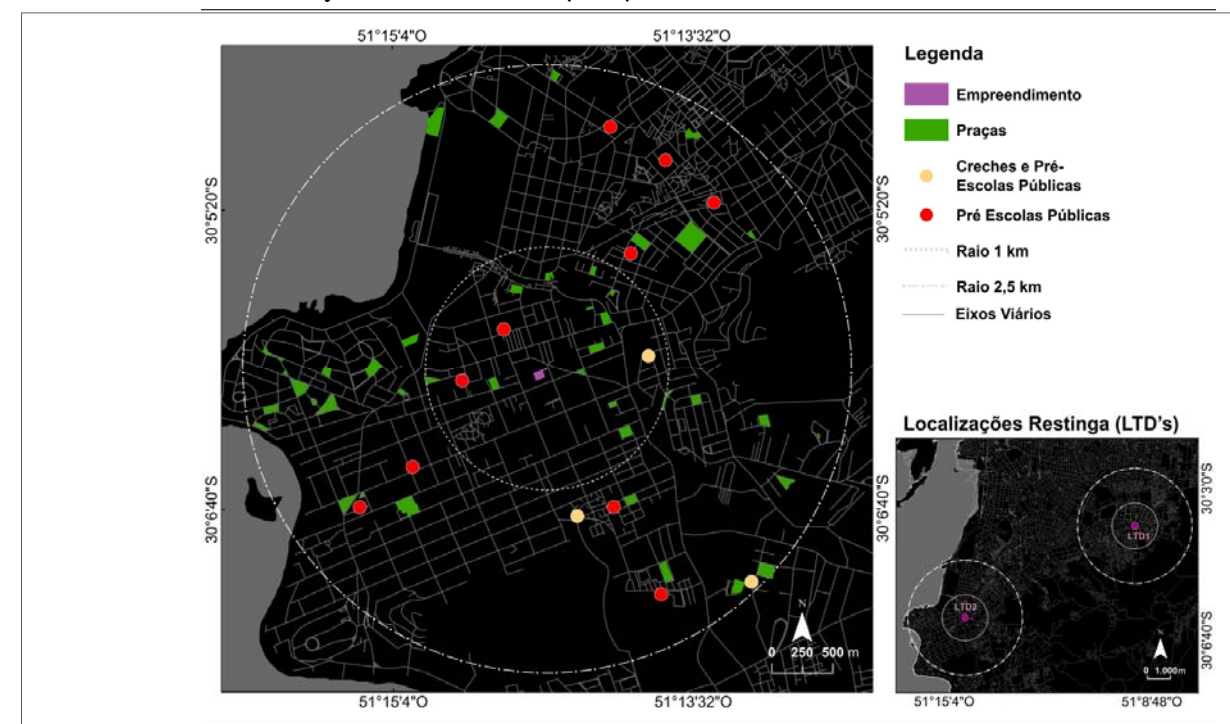 51°15'4"O
51°13'32"O
30°5'20"S
30°5'20"S
30°6'40"S
30°6'40"S
N
0 250 500 m
51°15'4"O
51°13'32"O
Legenda
Empreendimento
Praças
Creches e Pré-
Escolas Públicas
Pré Escolas Públicas
Raio 1 km
Raio 2,5 km
Eixos Viários
Localizações Restinga (LTD's)
LTD1
LTD2
30°3'0"S
30°6'40"S
N
0 1.000m
51°15'4"O
51°8'48"O